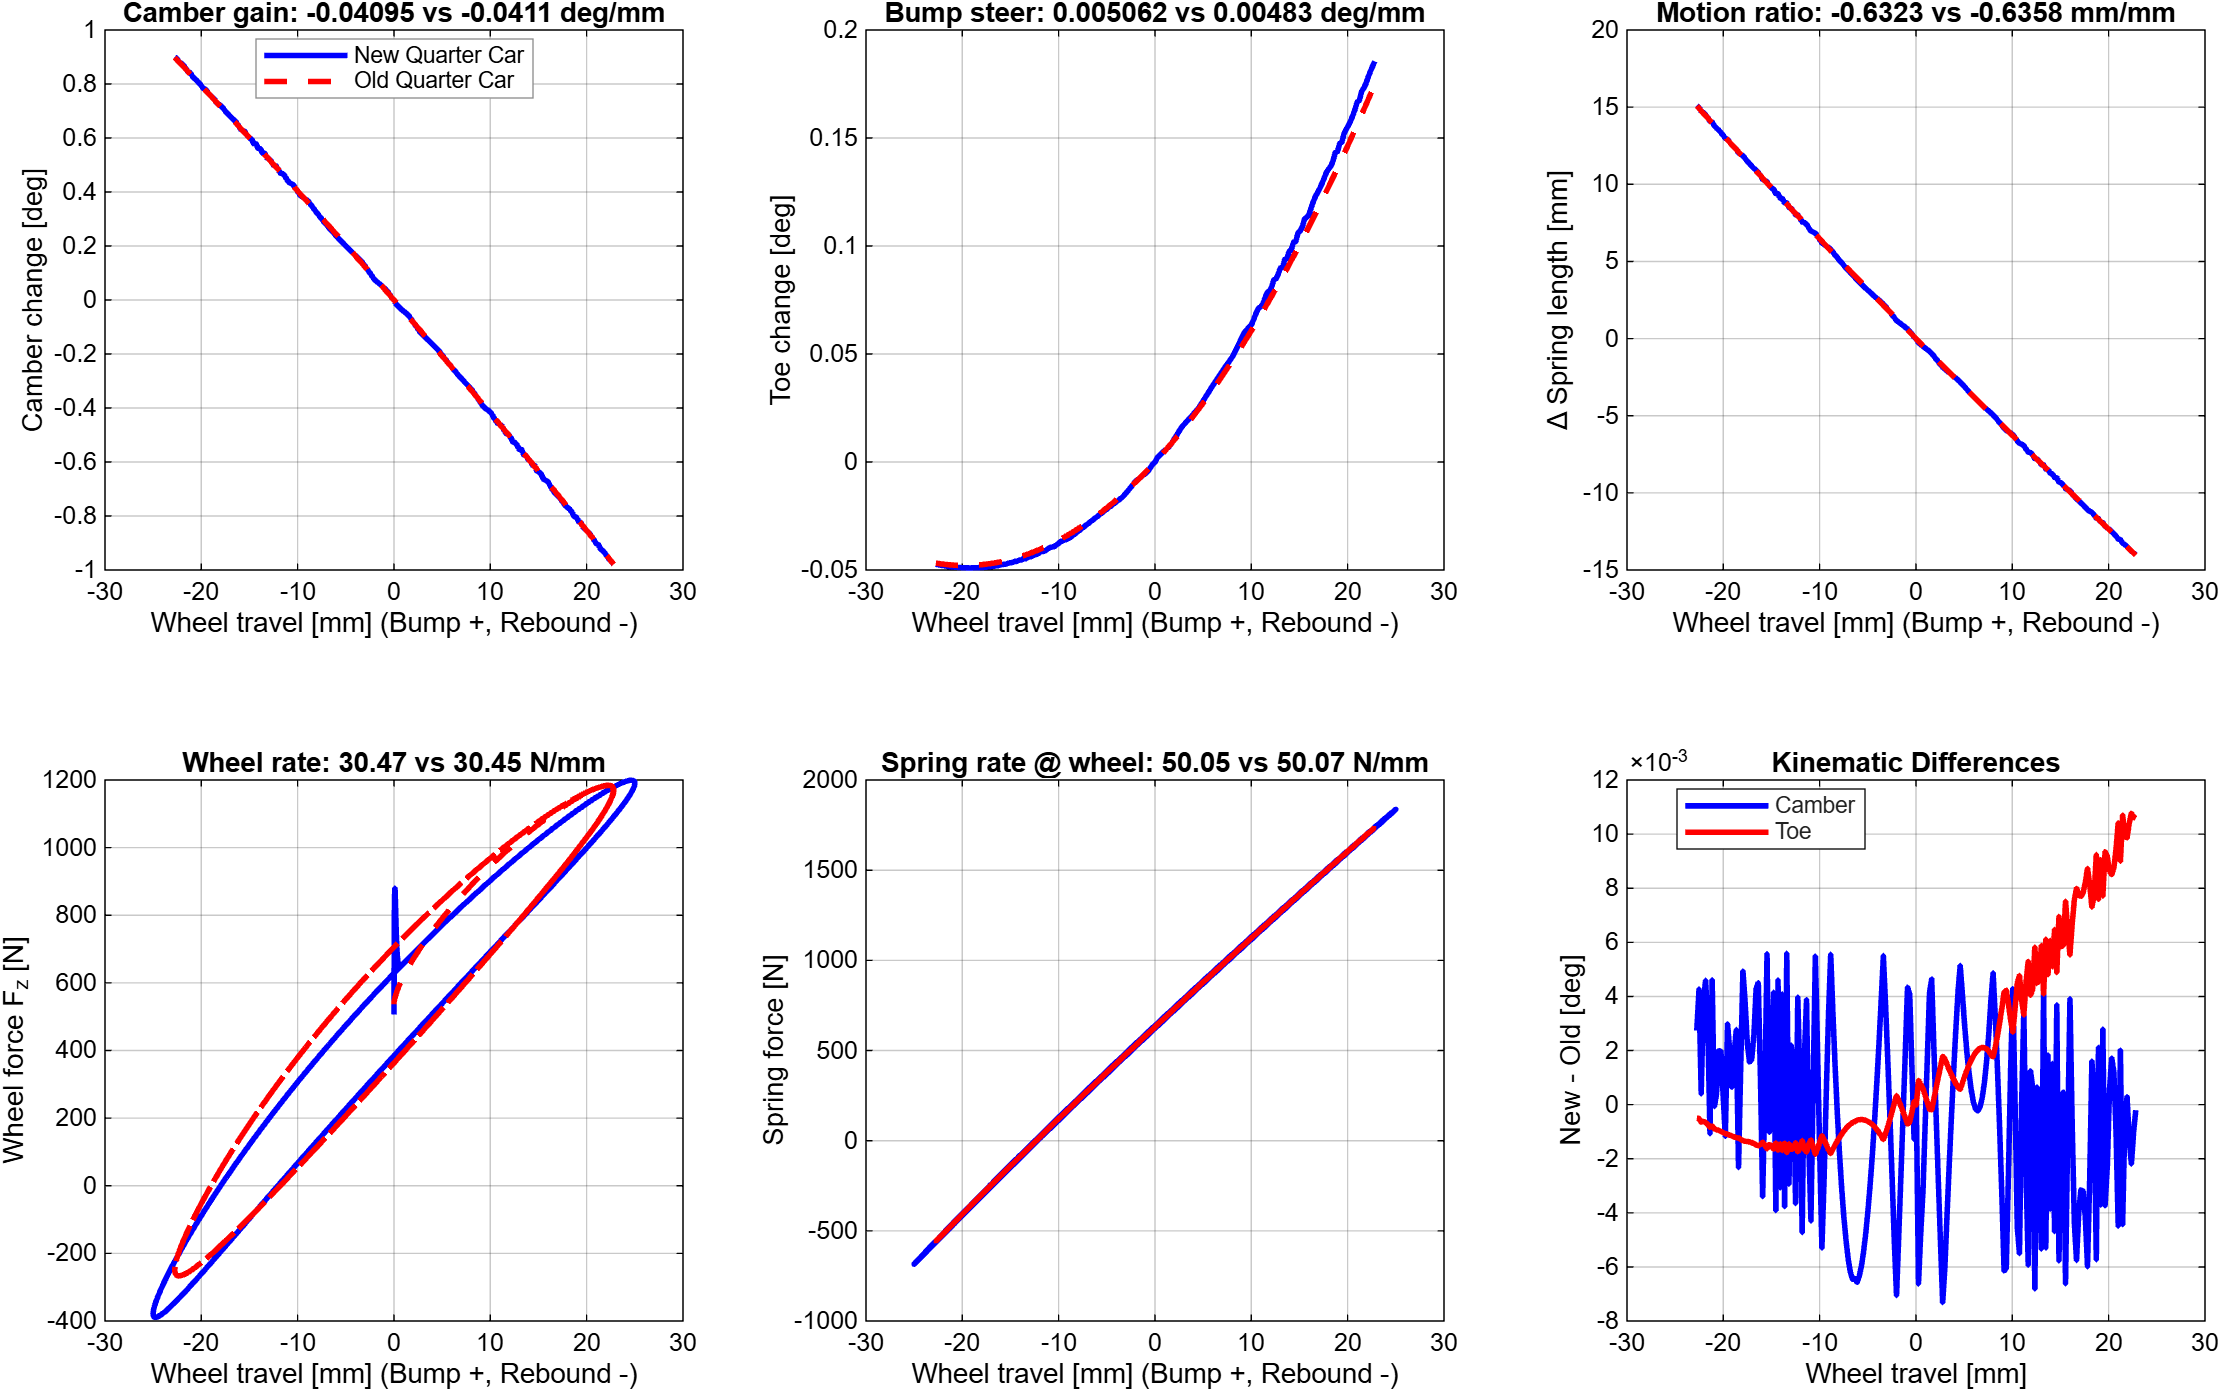 Camber gain: -0.04095 vs -0.0411 deg/mm
1
0.8
0.6
0.4
0.2
0
-0.2
-0.4
-0.6
-0.8
-1
Camber change [deg]
New Quarter Car
Old Quarter Car
-30 -20 -10 0 10 20 30
Wheel travel [mm] (Bump +, Rebound -)
Bump steer: 0.005062 vs 0.00483 deg/mm
0.2
0.15
0.1
0.05
0
-0.05
Toe change [deg]
-30 -20 -10 0 10 20 30
Wheel travel [mm] (Bump +, Rebound -)
Motion ratio: -0.6323 vs -0.6358 mm/mm
20
15
10
5
0
-5
-10
-15
Δ Spring length [mm]
-30 -20 -10 0 10 20 30
Wheel travel [mm] (Bump +, Rebound -)
Wheel rate: 30.47 vs 30.45 N/mm
1200
1000
800
600
400
200
0
-200
-400
Wheel force F_Z [N]
-30 -20 -10 0 10 20 30
Wheel travel [mm] (Bump +, Rebound -)
Spring rate @ wheel: 50.05 vs 50.07 N/mm
2000
1500
1000
500
0
-500
-1000
Spring force [N]
-30 -20 -10 0 10 20 30
Wheel travel [mm] (Bump +, Rebound -)
×10⁻³
Kinematic Differences
12
10
8
6
4
2
0
-2
-4
-6
-8
New - Old [deg]
Camber
Toe
-30 -20 -10 0 10 20 30
Wheel travel [mm]